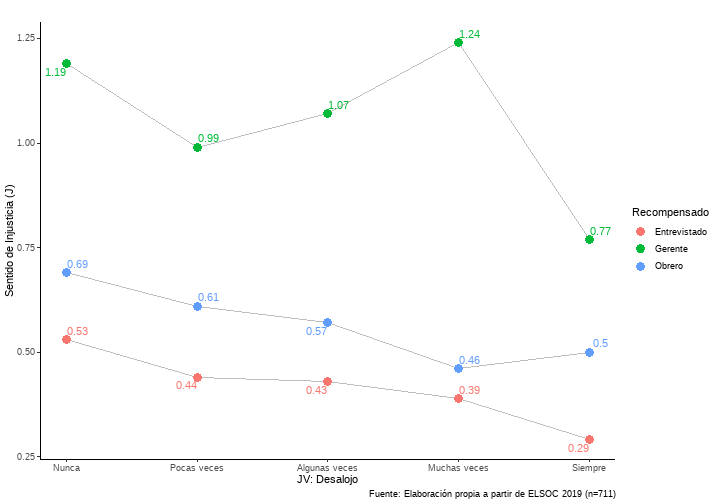 1.25
1.00
0.75
0.50
0.25
Sentido de Injusticia (J)
1.19
0.99
1.07
1.24
0.77
0.69
0.61
0.57
0.46
0.5
0.53
0.44
0.43
0.39
0.29
Nunca
Pocas veces
Algunas veces
Muchas veces
Siempre
JV: Desalojo
Recompensado
Entrevistado
Gerente
Obrero
Fuente: Elaboración propia a partir de ELSOC 2019 (n=711)